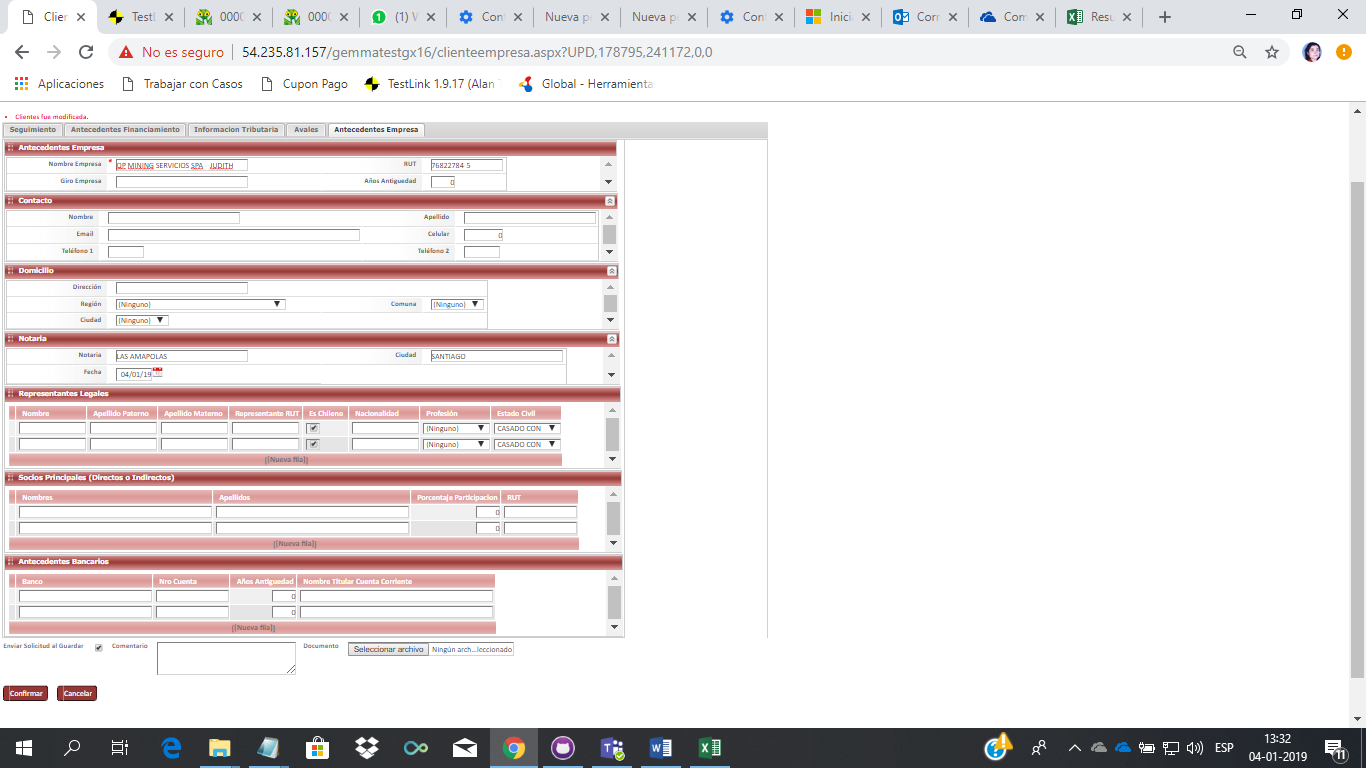 Clien
TestL
0000
0000
(1) W
Cont
Nueva pe
Nueva pe
Cont
Inicia
Corre
Com
Resu
No es seguro | 54.235.81.157/gemmatestgx16/clienteempresa.aspx?UPD,178795,241172,0,0
Aplicaciones Trabajar con Casos Cupon Pago TestLink 1.9.17 (Alan Global - Herramienta
Clientes fue modificada.
Seguimiento Antecedentes Financiamiento Informacion Tributaria Avales Antecedentes Empresa
Antecedentes Empresa
Nombre Empresa * QP MINING SERVICIOS SPA - JUDITH RUT 76822784-5
Giro Empresa Años Antiguedad 0
Contacto
Nombre Apellido
Email Celular 0
Teléfono 1 Teléfono 2
Domicilio
Dirección
Región (Ninguno) Comuna (Ninguno)
Ciudad (Ninguno)
Notaria
Notaria LAS AMAPOLAS Ciudad SANTIAGO
Fecha 04/01/19
Representantes Legales
Nombre Apellido Paterno Apellido Materno Representante RUT Es Chileno Nacionalidad Profesión Estado Civil
(Ninguno) CASADO CON
(Ninguno) CASADO CON
([Nueva fila])
Socios Principales (Directos o Indirectos)
Nombres Apellidos Porcentaje Participacion RUT
0
0
([Nueva fila])
Antecedentes Bancarios
Banco Nro Cuenta Años Antiguedad Nombre Titular Cuenta Corriente
0
0
([Nueva fila])
Enviar Solicitud al Guardar Comentario Documento Seleccionar archivo Ningún arch...leccionado
Confirmar Cancelar
ESP
13:32
04-01-2019
11